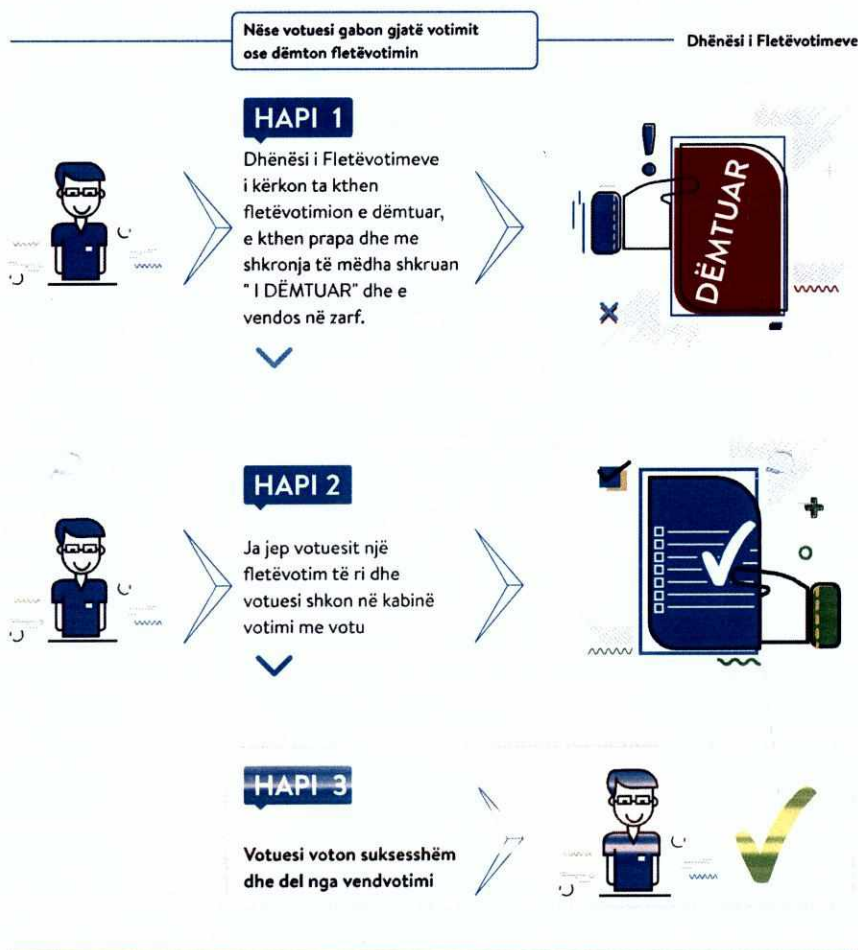 Nëse votuesi gabon gjatë votimit
ose dëmton fletëvotimin
Dhënësi i Fletëvotimeve
HAPI 1
Dhënësi i Fletëvotimeve
i kërkon ta kthen
fletëvotimion e dëmtuar,
e kthen prapa dhe me
shkronja të mëdha shkruan
" I DËMTUAR" dhe e
vendos në zarf.
DËMTUAR
HAPI 2
Ja jep votuesit një
fletëvotim të ri dhe
votuesi shkon në kabinë
votimi me votu
HAPI 3
Votuesi voton suksesshëm
dhe del nga vendvotimi